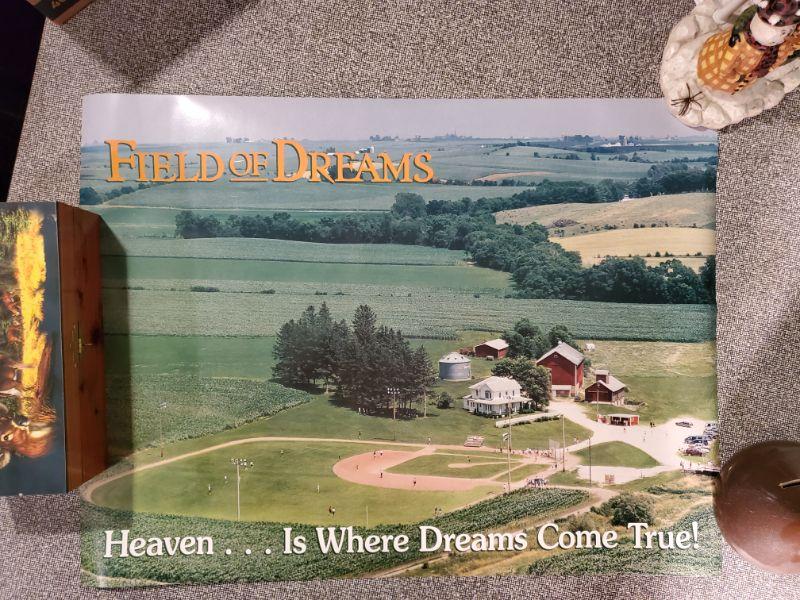 FIELD OF DREAMS
Heaven . . . Is Where Dreams Come True!